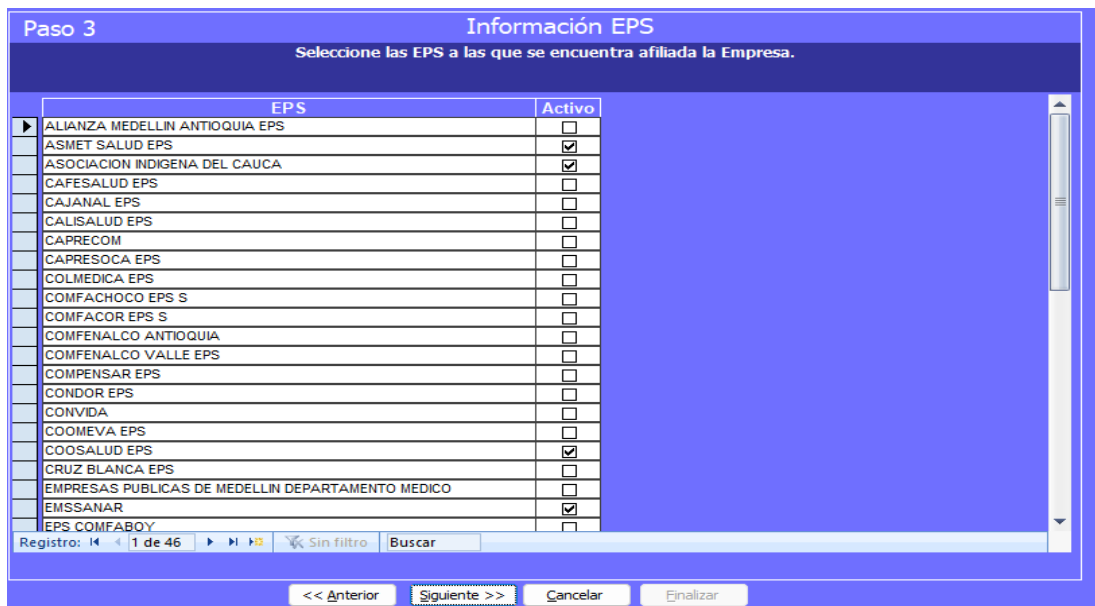 Paso 3 Información EPS
Seleccione las EPS a las que se encuentra afiliada la Empresa.
EPS Activo
ALIANZA MEDELLIN ANTIOQUIA EPS
ASMET SALUD EPS
ASOCIACION INDIGENA DEL CAUCA
CAFESALUD EPS
CAJANAL EPS
CALISALUD EPS
CAPRECOM
CAPRESOCA EPS
COLMEDICA EPS
COMFACHOCO EPS S
COMFACOR EPS S
COMFENALCO ANTIOQUIA
COMFENALCO VALLE EPS
COMPENSAR EPS
CONDOR EPS
CONVIDA
COOMEVA EPS
COOSALUD EPS
CRUZ BLANCA EPS
EMPRESAS PUBLICAS DE MEDELLIN DEPARTAMENTO MEDICO
EMSSANAR
EPS COMFABOY
Registro: 1 de 46 Sin filtro Buscar
<< Anterior Siguiente >> Cancelar Finalizar